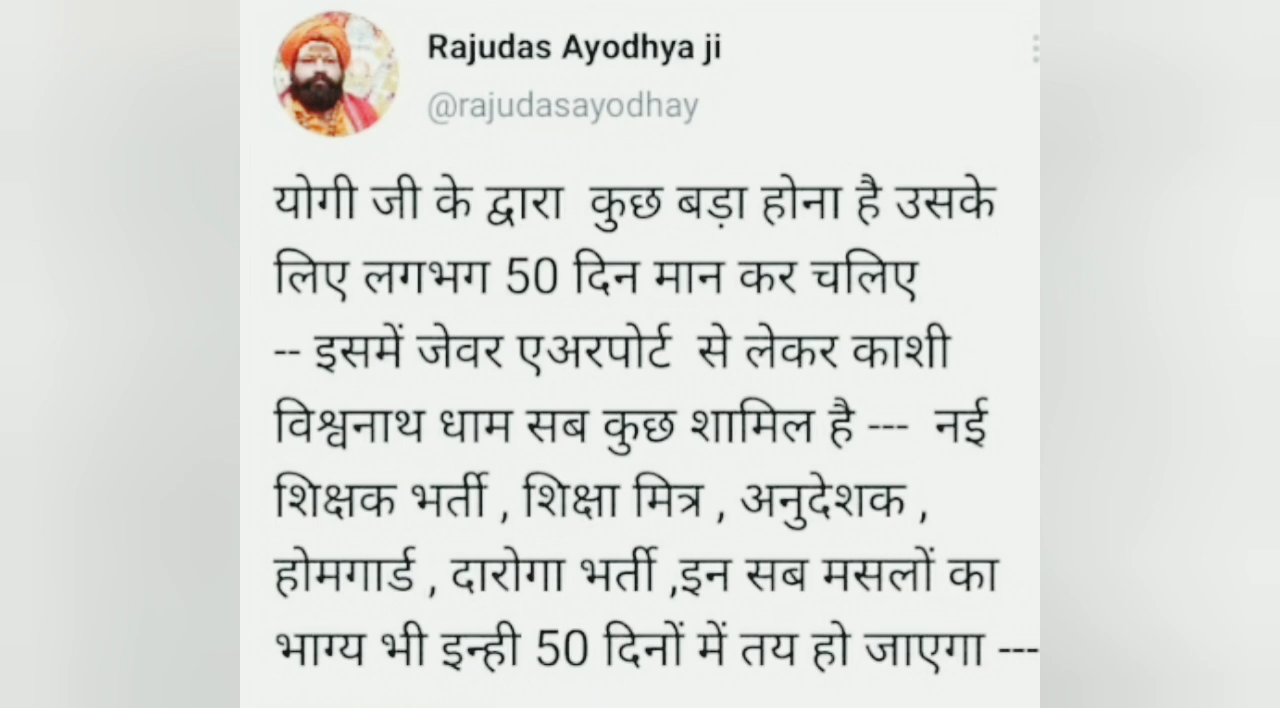 Rajudas Ayodhya ji
@rajudasayodhay
योगी जी के द्वारा कुछ बड़ा होना है उसके
लिए लगभग 50 दिन मान कर चलिए
-- इसमें जेवर एअरपोर्ट से लेकर काशी
विश्वनाथ धाम सब कुछ शामिल है --- नई
शिक्षक भर्ती , शिक्षा मित्र , अनुदेशक ,
होमगार्ड , दारोगा भर्ती ,इन सब मसलों का
भाग्य भी इन्ही 50 दिनों में तय हो जाएगा ---